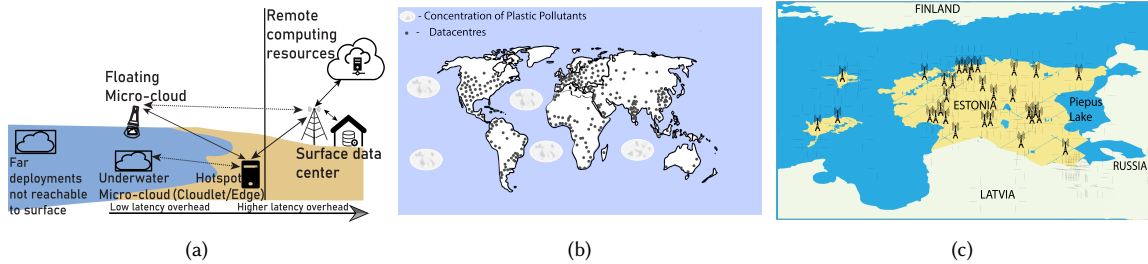 Remote
computing
resources
Floating
Micro-cloud
Surface data
center
Far
deployments
not reachable
to surface
Underwater
Micro-cloud
Hotspot
(Cloudlet/Edge)
Low latency overhead
Higher latency overhead
(a)
- Concentration of Plastic Pollutants
- Datacentres
(b)
FINLAND
ESTONIA
Piepus
Lake
RUSSIA
LATVIA
(c)